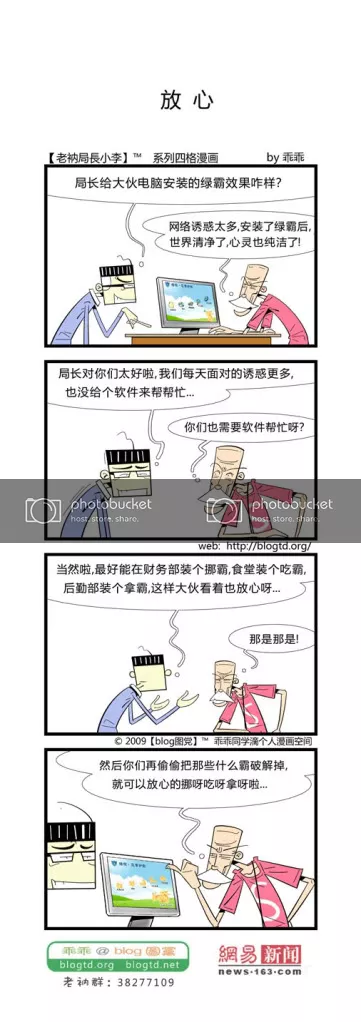 放 心
【老衲局長小李】™ 系列四格漫画 by 乖乖
局长给大伙电脑安装的绿霸效果咋样?
网络诱惑太多,安装了绿霸后,
世界清净了,心灵也纯洁了!
局长对你们太好啦,我们每天面对的诱惑更多,
也没给个软件来帮帮忙...
你们也需要软件帮忙呀?
photobucket
host. store. share.
photobucket
host. store. share.
web: http://blogtd.org/
当然啦,最好能在财务部装个挪霸,食堂装个吃霸,
后勤部装个拿霸,这样大伙看着也放心呀...
那是那是!
© 2009【blog图党】™ 乖乖同学滴个人漫画空间
然后你们再偷偷把那些什么霸破解掉,
就可以放心的挪呀吃呀拿呀啦...
乖乖 @ blog 圖黨
blogtd.org blogtd.net
老衲群: 38277109
網易 新闻
news·163·com